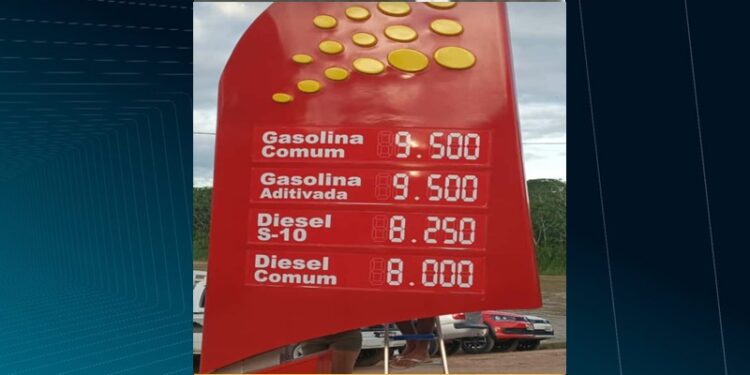 Gasolina
Comum 9.500
Gasolina
Aditivada 9.500
Diesel
S-10 8.250
Diesel
Comum 8.000